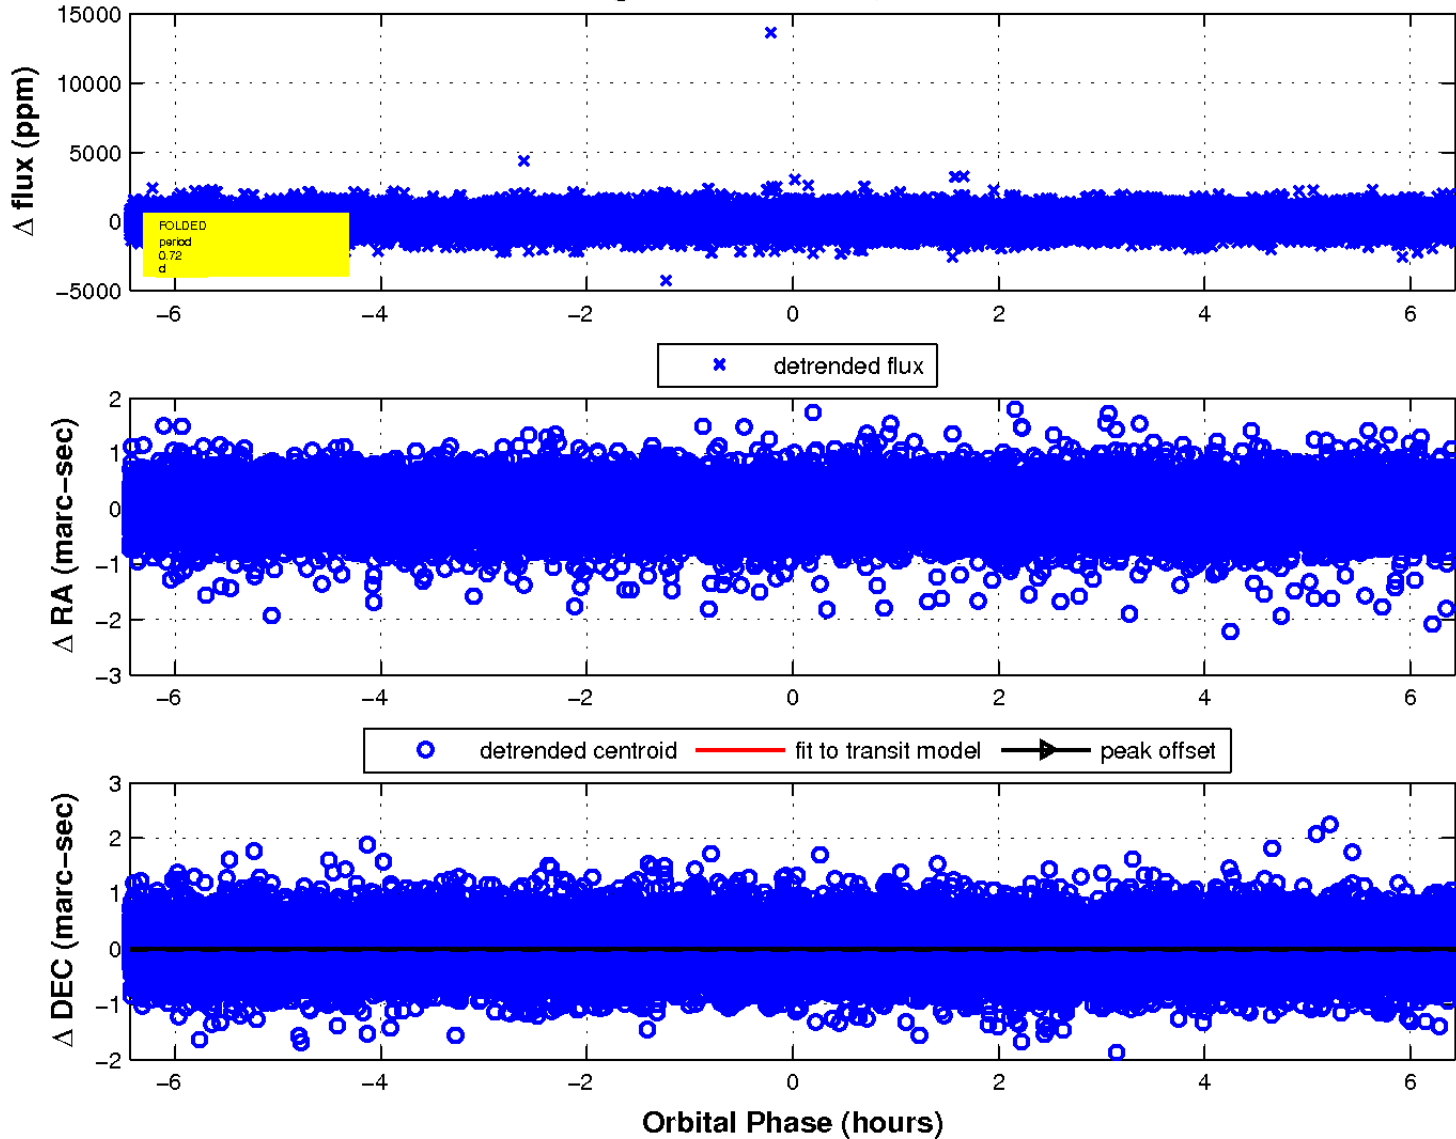 15000
10000
5000
0
−5000
Δ flux (ppm)
FOLDED
period
0.72
d
−6 −4 −2 0 2 4 6
detrended flux
2
1
0
−1
−2
−3
Δ RA (marc−sec)
−6 −4 −2 0 2 4 6
detrended centroid fit to transit model peak offset
3
2
1
0
−1
−2
Δ DEC (marc−sec)
−6 −4 −2 0 2 4 6
Orbital Phase (hours)